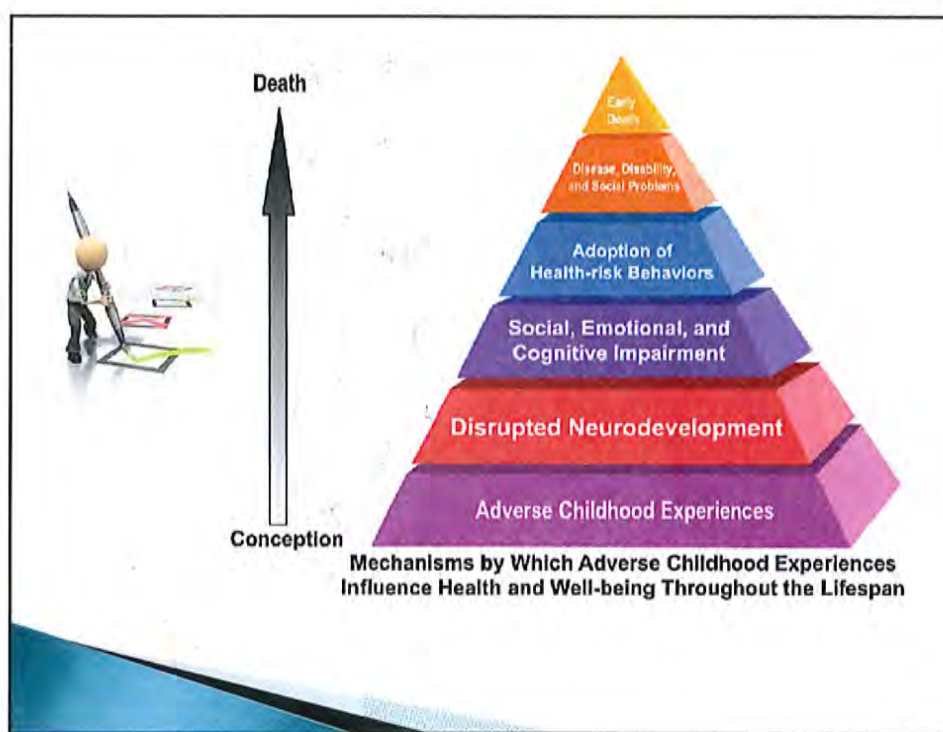 Death
Early
Death
Disease, Disability,
and Social Problems
Adoption of
Health-risk Behaviors
Social, Emotional, and
Cognitive Impairment
Disrupted Neurodevelopment
Adverse Childhood Experiences
Conception
Mechanisms by Which Adverse Childhood Experiences
Influence Health and Well-being Throughout the Lifespan